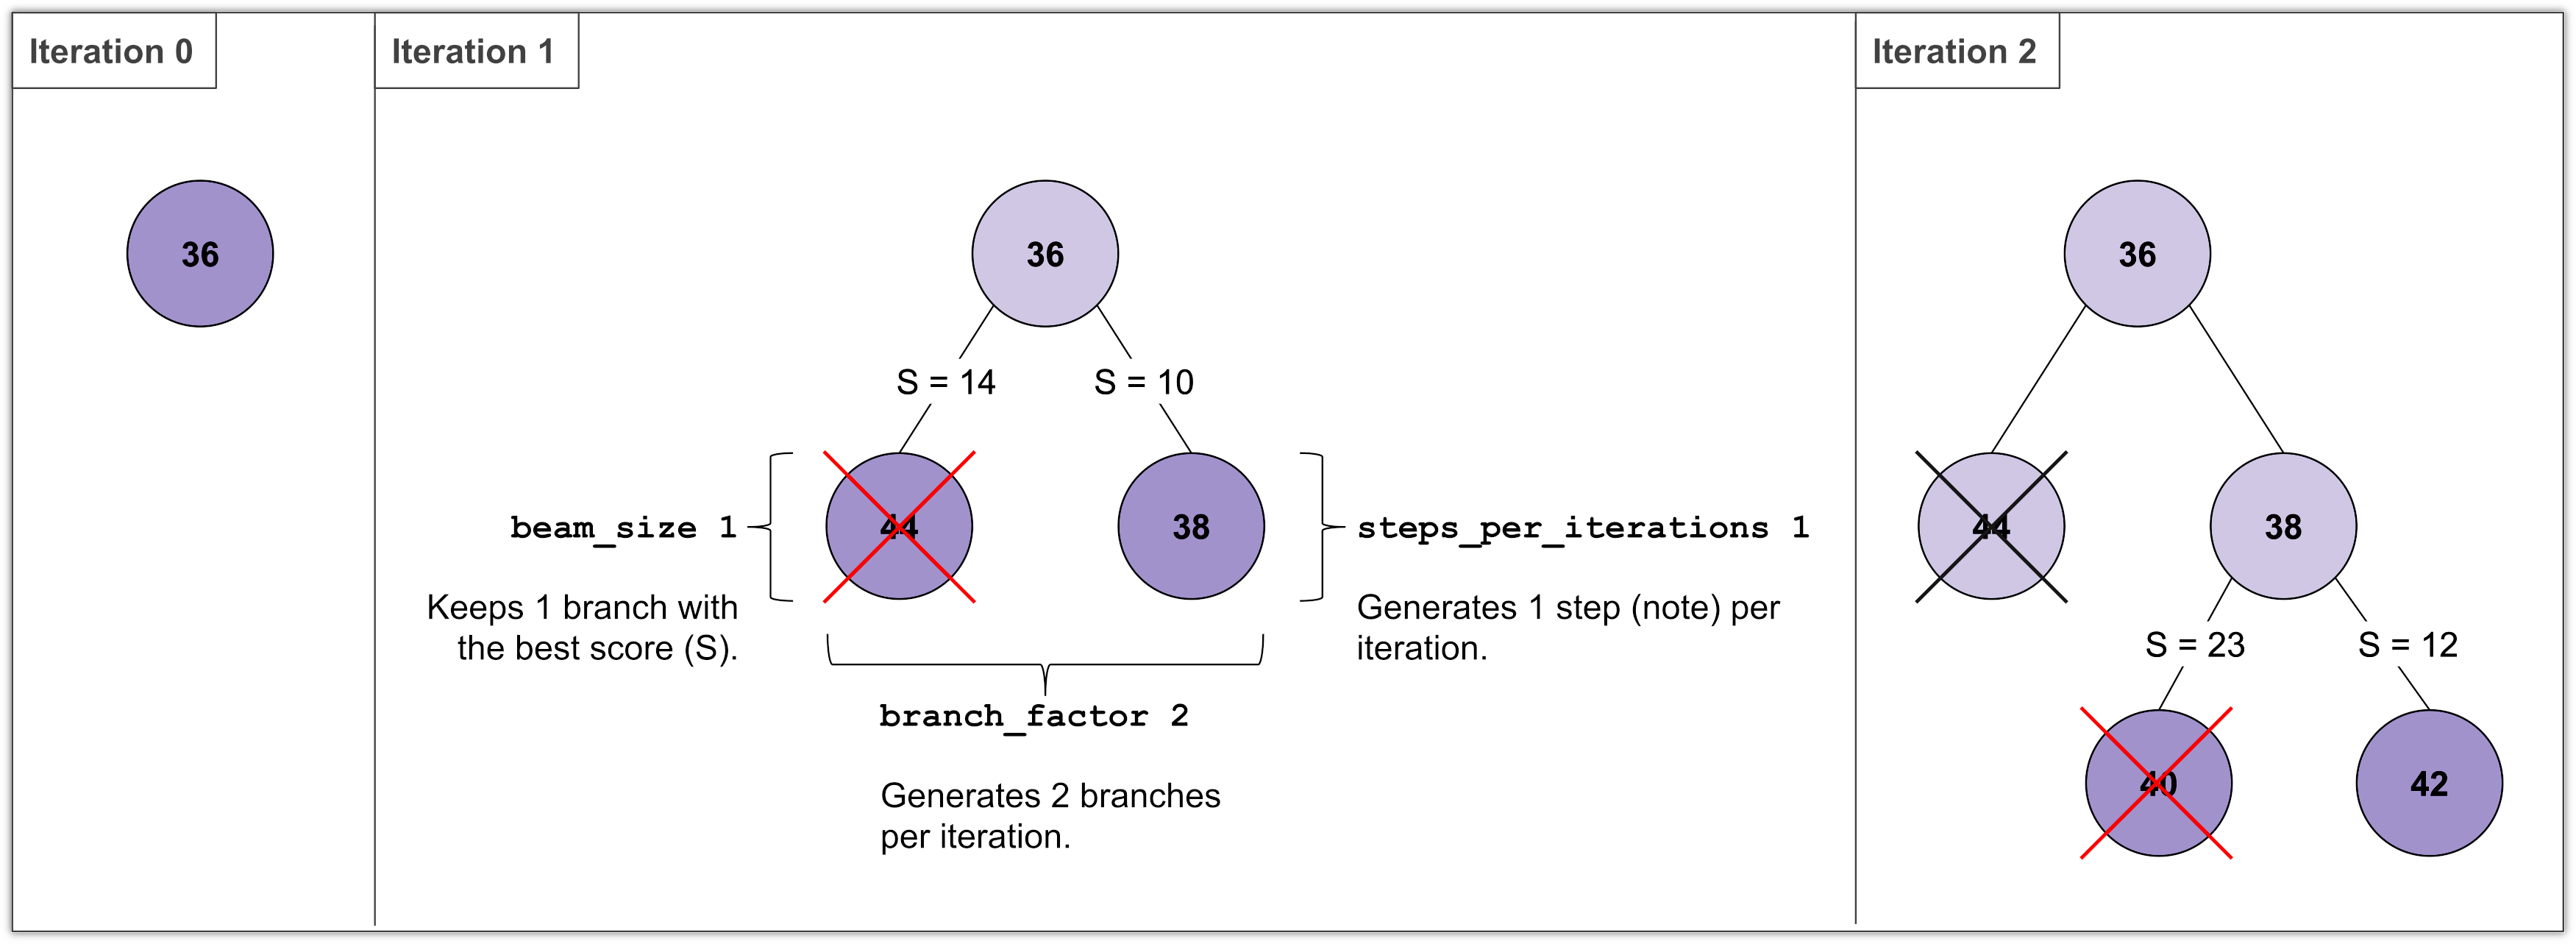 Iteration 0
Iteration 1
Iteration 2
36
36
36
S = 14
S = 10
beam_size 1
44
38
steps_per_iterations 1
44
38
Keeps 1 branch with
the best score (S).
Generates 1 step (note) per
iteration.
S = 23
S = 12
branch_factor 2
Generates 2 branches
per iteration.
40
42